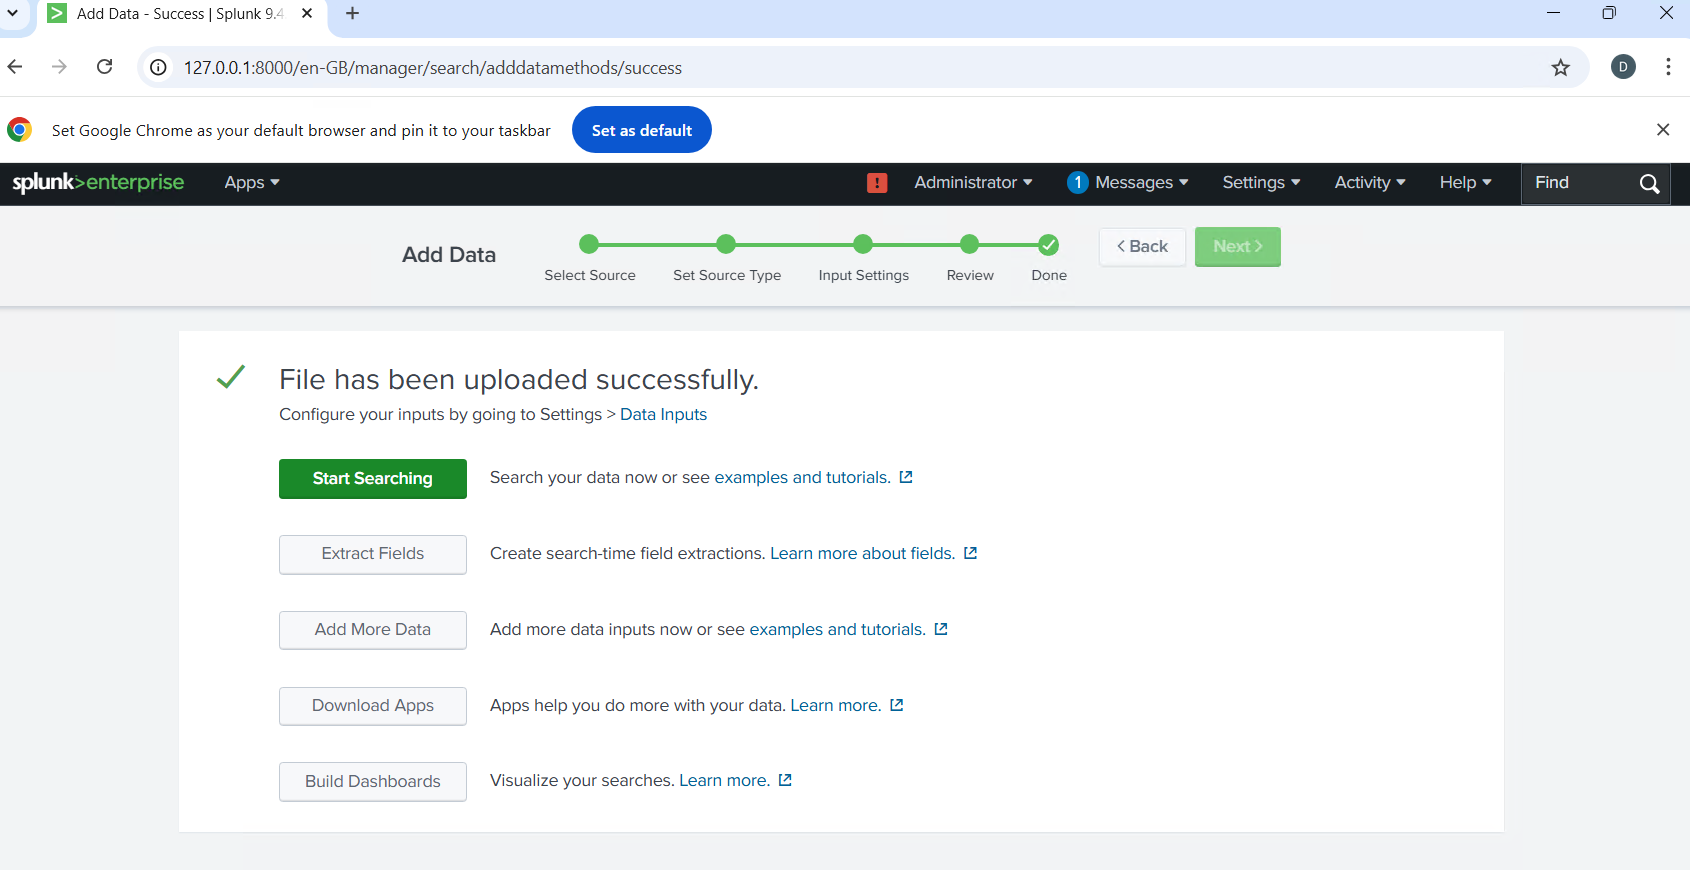 Add Data - Success | Splunk 9.4
127.0.0.1:8000/en-GB/manager/search/adddatamethods/success
D
Set Google Chrome as your default browser and pin it to your taskbar
Set as default
splunk>enterprise Apps ! Administrator 1 Messages Settings Activity Help Find
Add Data
Select Source Set Source Type Input Settings Review Done
< Back Next >
File has been uploaded successfully.
Configure your inputs by going to Settings > Data Inputs
Start Searching Search your data now or see examples and tutorials.
Extract Fields Create search-time field extractions. Learn more about fields.
Add More Data Add more data inputs now or see examples and tutorials.
Download Apps Apps help you do more with your data. Learn more.
Build Dashboards Visualize your searches. Learn more.